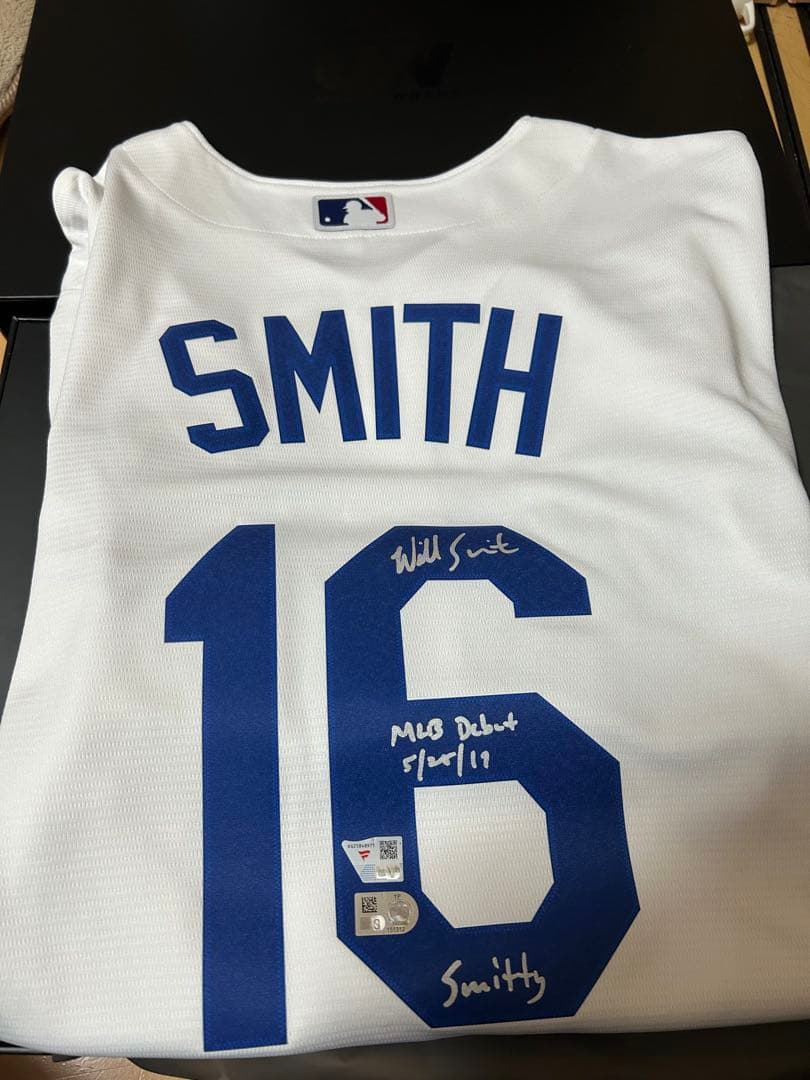 SMITH
16
Will Smith
MLB Debut
5/28/19
Smitty